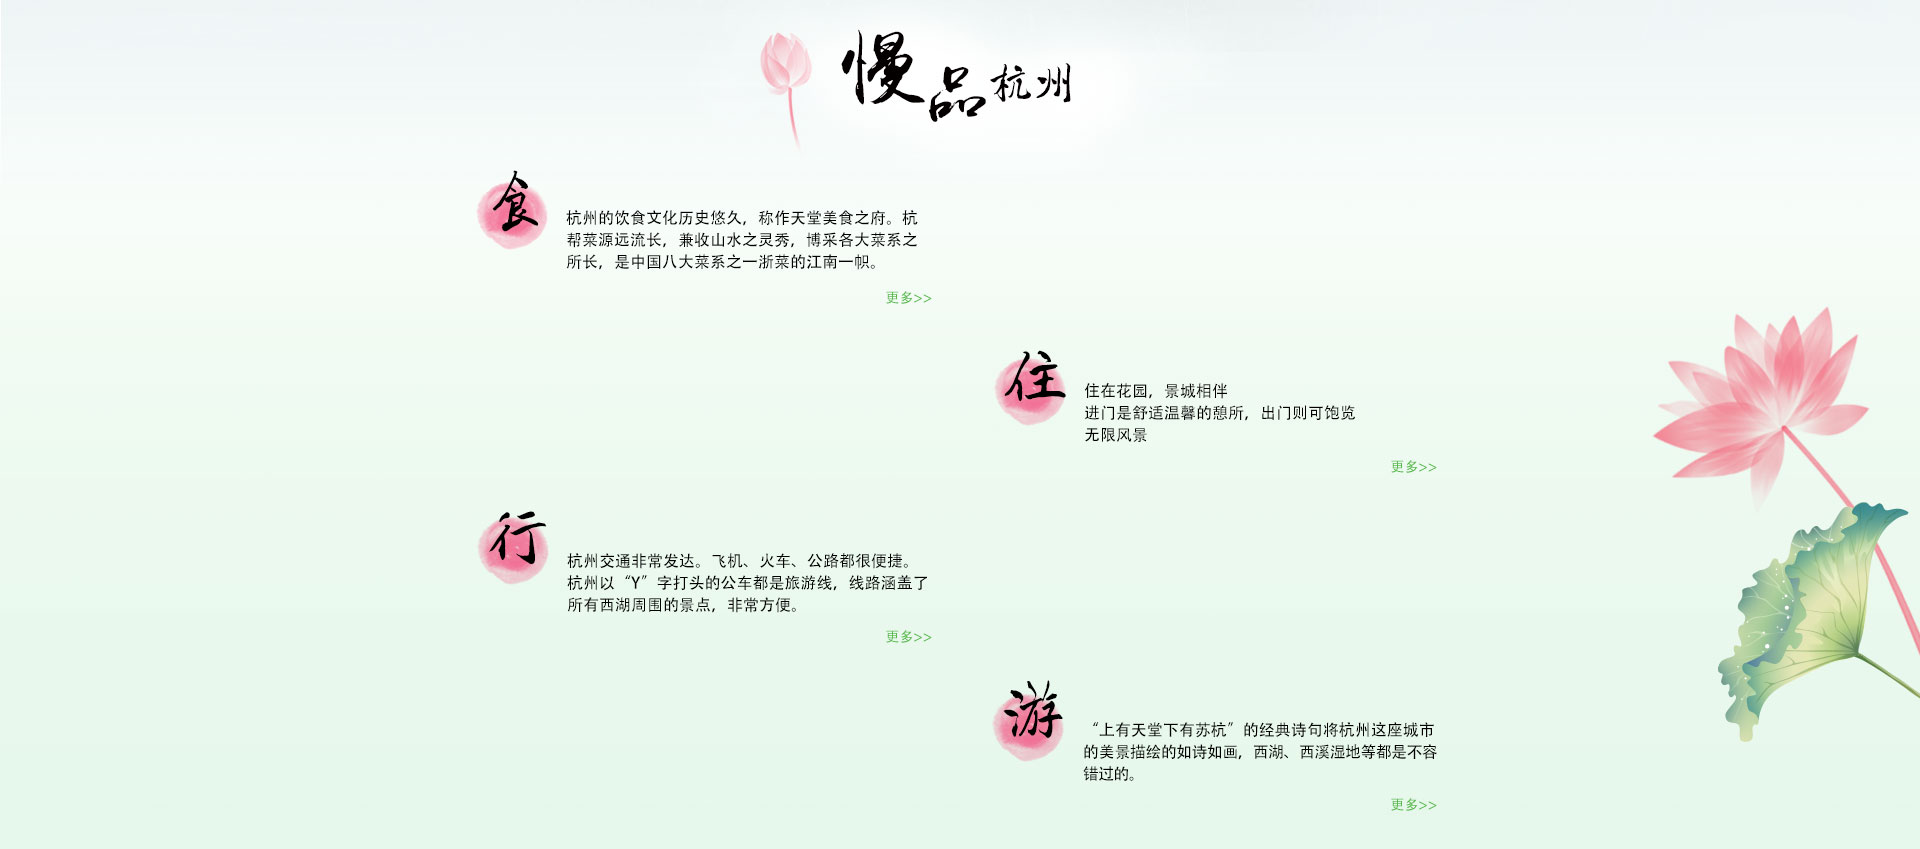 慢品杭州
食
杭州的饮食文化历史悠久，称作天堂美食之府。杭
帮菜源远流长，兼收山水之灵秀，博采各大菜系之
所长，是中国八大菜系之一浙菜的江南一帜。
更多>>
住
住在花园，景城相伴
进门是舒适温馨的憩所，出门则可饱览
无限风景
更多>>
行
杭州交通非常发达。飞机、火车、公路都很便捷。
杭州以“Y”字打头的公车都是旅游线，线路涵盖了
所有西湖周围的景点，非常方便。
更多>>
游
“上有天堂下有苏杭”的经典诗句将杭州这座城市
的美景描绘的如诗如画，西湖、西溪湿地等都是不容
错过的。
更多>>